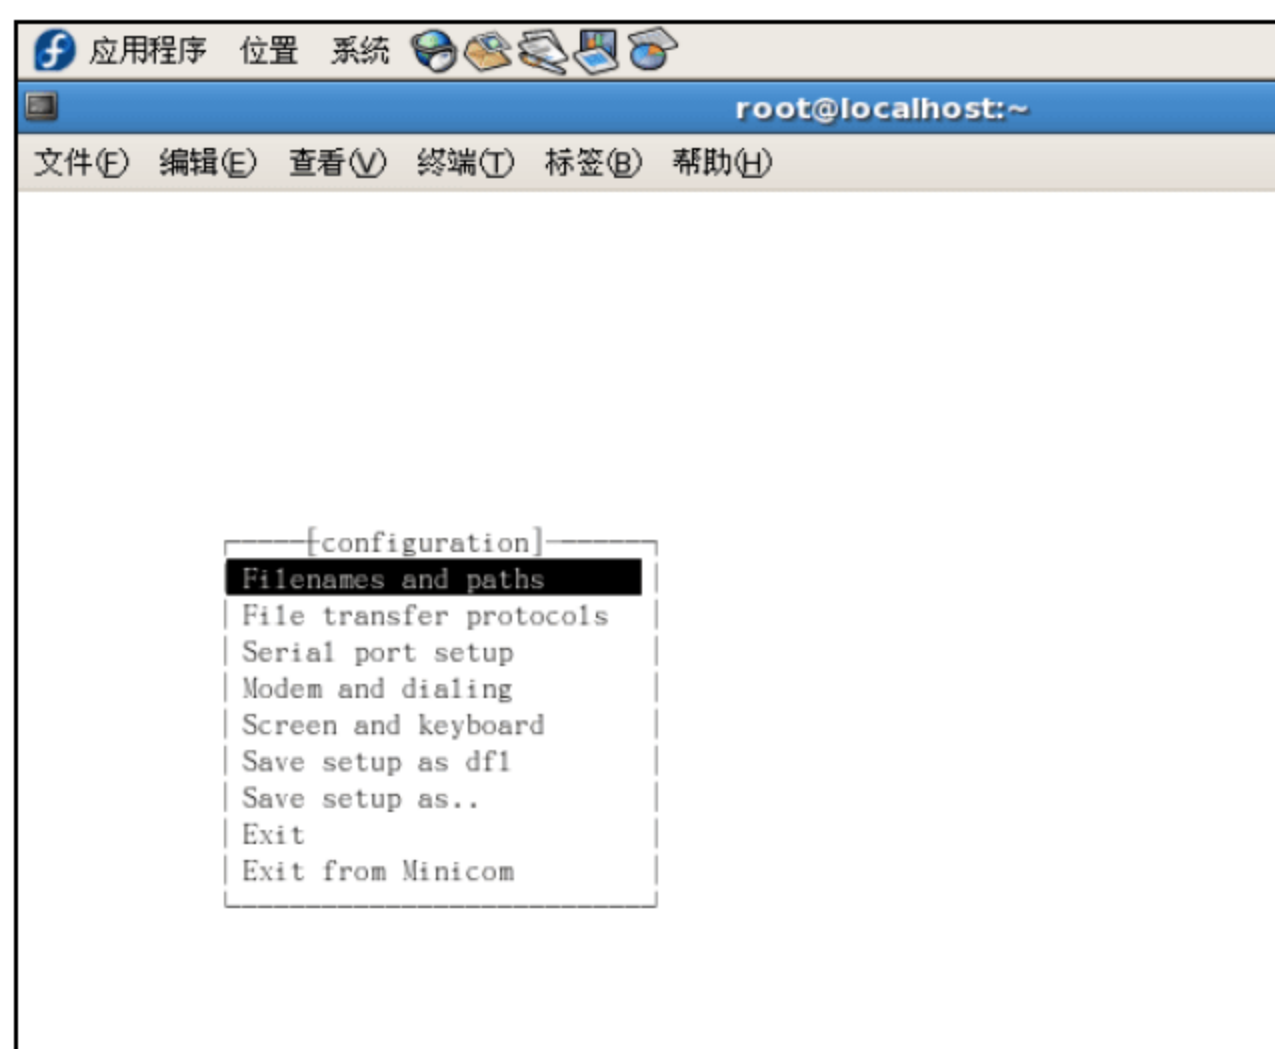 应用程序 位置 系统
root@localhost:~
文件(F) 编辑(E) 查看(V) 终端(T) 标签(B) 帮助(H)
[configuration]
Filenames and paths
File transfer protocols
Serial port setup
Modem and dialing
Screen and keyboard
Save setup as dfl
Save setup as..
Exit
Exit from Minicom